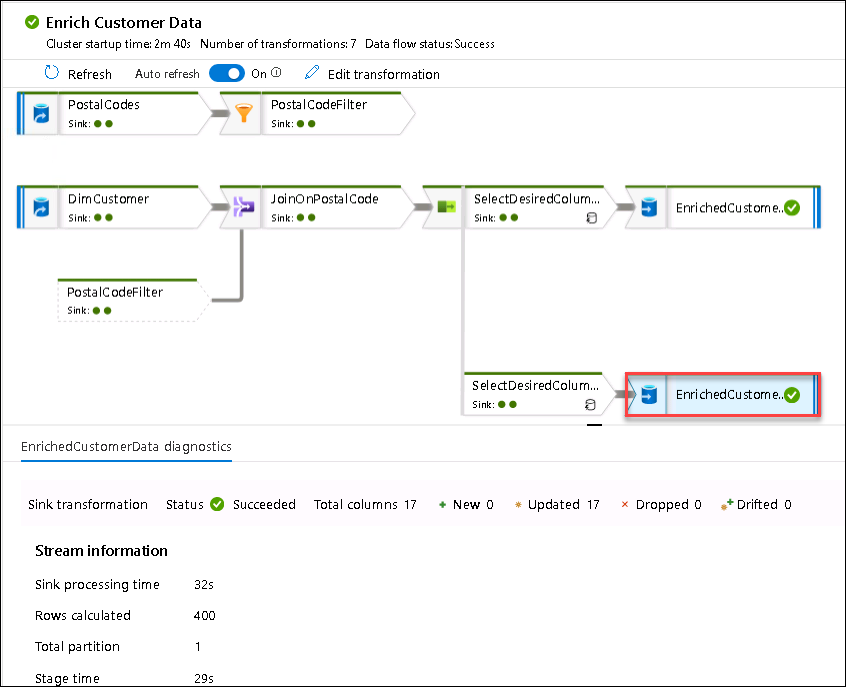 Enrich Customer Data
Cluster startup time: 2m 40s Number of transformations: 7 Data flow status: Success
Refresh Auto refresh On Edit transformation
PostalCodes PostalCodeFilter
Sink: Sink:
DimCustomer JoinOnPostalCode SelectDesiredColum... EnrichedCustome..
Sink: Sink: Sink:
PostalCodeFilter
Sink:
SelectDesiredColum... EnrichedCustome..
Sink:
EnrichedCustomerData diagnostics
Sink transformation Status Succeeded Total columns 17 New 0 Updated 17 Dropped 0 Drifted 0
Stream information
Sink processing time 32s
Rows calculated 400
Total partition 1
Stage time 29s